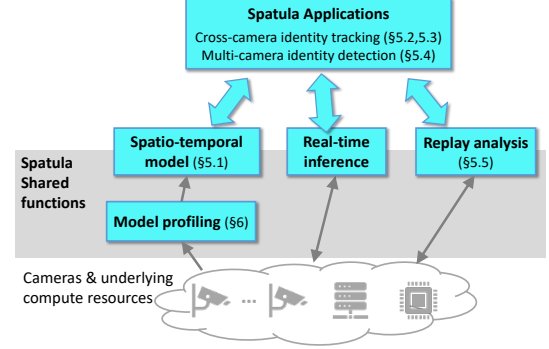 Spatula Applications
Cross-camera identity tracking (§5.2,5.3)
Multi-camera identity detection (§5.4)
Spatio-temporal
model (§5.1)
Real-time
inference
Replay analysis
(§5.5)
Spatula
Shared
functions
Model profiling (§6)
Cameras & underlying
compute resources
...